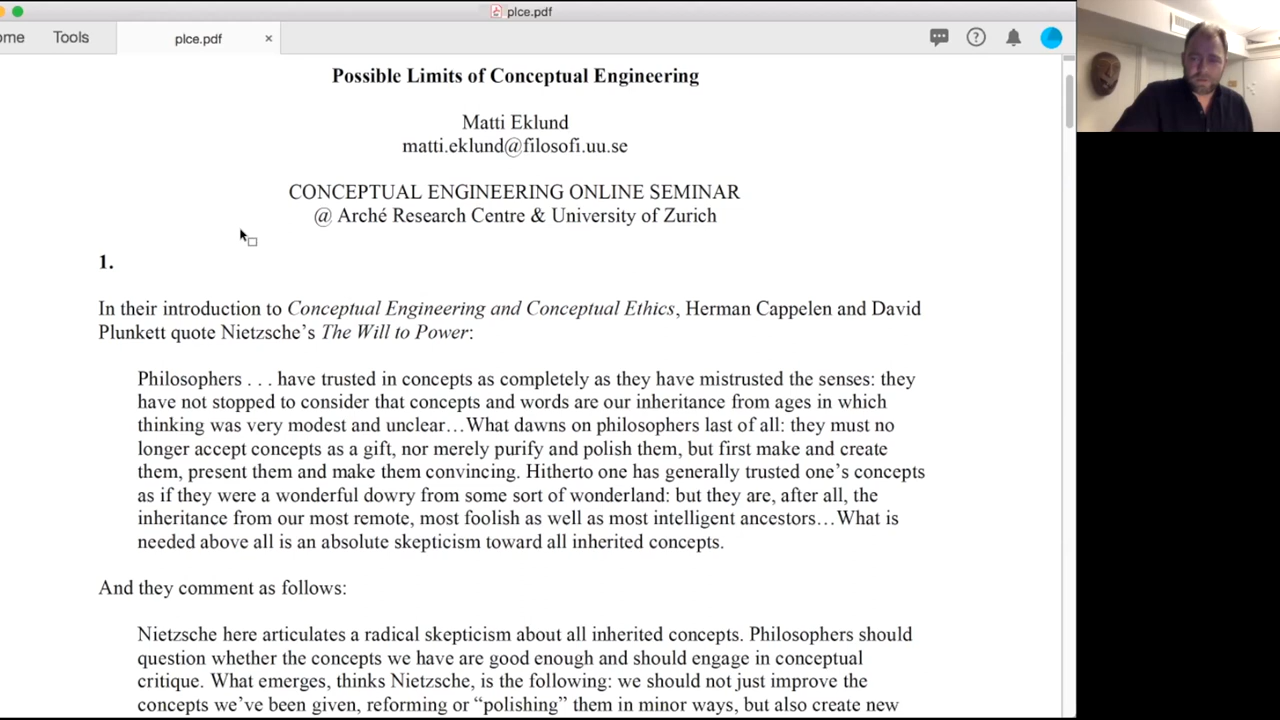 plce.pdf
ome Tools plce.pdf ×
Possible Limits of Conceptual Engineering
Matti Eklund
matti.eklund@filosofi.uu.se
CONCEPTUAL ENGINEERING ONLINE SEMINAR
@ Arché Research Centre & University of Zurich
1.
In their introduction to Conceptual Engineering and Conceptual Ethics, Herman Cappelen and David
Plunkett quote Nietzsche’s The Will to Power:
Philosophers . . . have trusted in concepts as completely as they have mistrusted the senses: they
have not stopped to consider that concepts and words are our inheritance from ages in which
thinking was very modest and unclear…What dawns on philosophers last of all: they must no
longer accept concepts as a gift, nor merely purify and polish them, but first make and create
them, present them and make them convincing. Hitherto one has generally trusted one’s concepts
as if they were a wonderful dowry from some sort of wonderland: but they are, after all, the
inheritance from our most remote, most foolish as well as most intelligent ancestors…What is
needed above all is an absolute skepticism toward all inherited concepts.
And they comment as follows:
Nietzsche here articulates a radical skepticism about all inherited concepts. Philosophers should
question whether the concepts we have are good enough and should engage in conceptual
critique. What emerges, thinks Nietzsche, is the following: we should not just improve the
concepts we’ve been given, reforming or “polishing” them in minor ways, but also create new